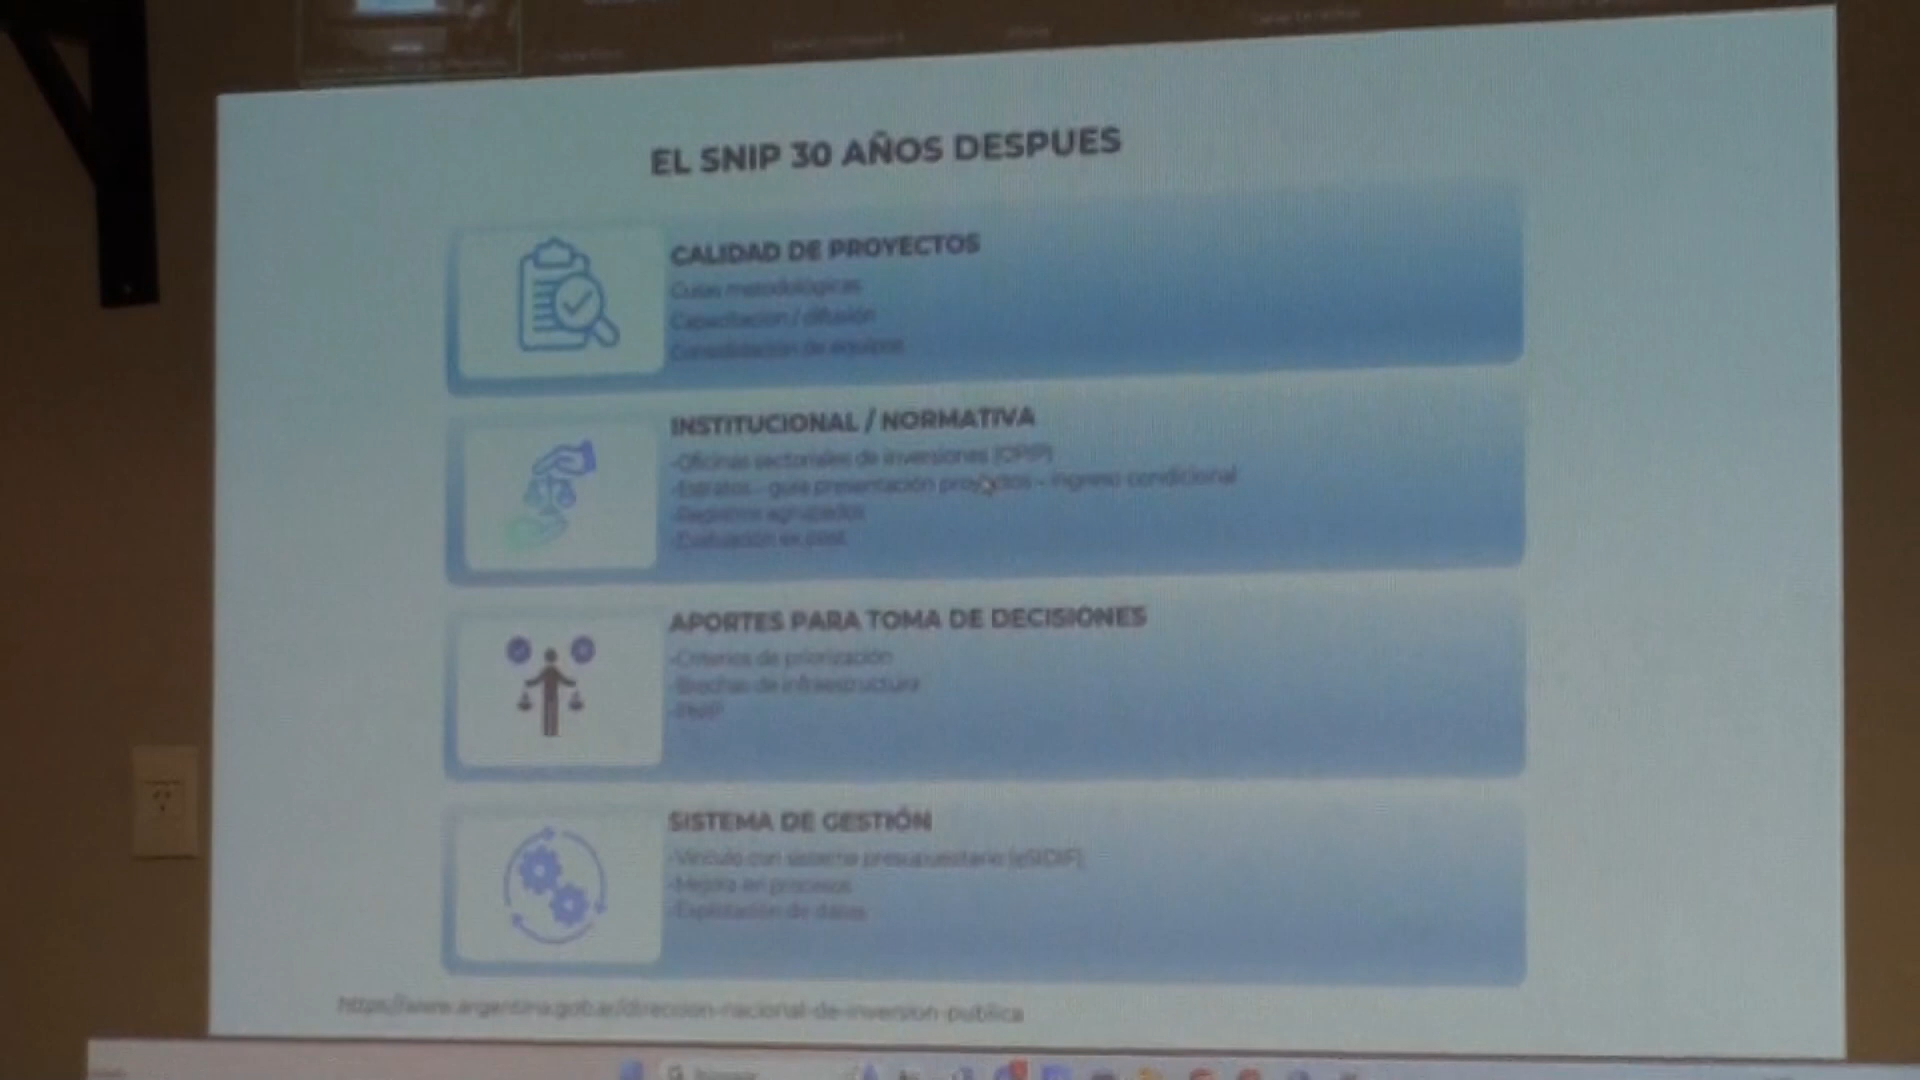 EL SNIP 30 AÑOS DESPUES
CALIDAD DE PROYECTOS
Guías metodológicas
Capacitación / difusión
Consolidación de equipos
INSTITUCIONAL / NORMATIVA
-Oficinas sectoriales de inversiones
-Estratos - guía presentación proyectos - ingreso condicional
-Registros agrupados
-Evaluación ex post
APORTES PARA TOMA DE DECISIONES
-Criterios de priorización
-Brechas de infraestructura
SISTEMA DE GESTIÓN
-Vínculo con sistema presupuestario (eSIDIF)
-Mejora en procesos
-Explotación de datos
https://www.argentina.gob.ar/direccion-nacional-de-inversion-publica